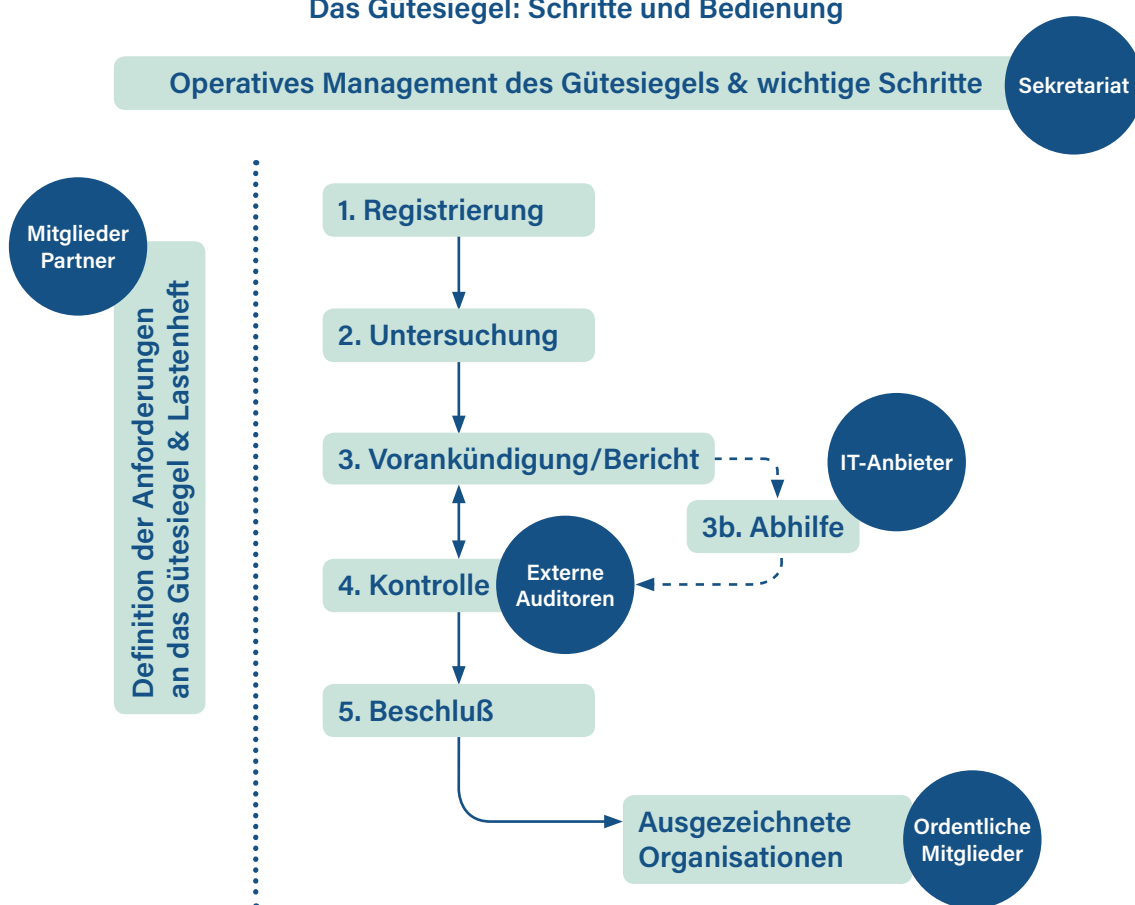 Das Gütesiegel: Schritte und Bedienung
Operatives Management des Gütesiegels & wichtige Schritte
Sekretariat
Mitglieder
Partner
Definition der Anforderungen
an das Gütesiegel & Lastenheft
1. Registrierung
2. Untersuchung
3. Vorankündigung/Bericht
IT-Anbieter
3b. Abhilfe
4. Kontrolle
Externe
Auditoren
5. Beschluß
Ausgezeichnete
Organisationen
Ordentliche
Mitglieder